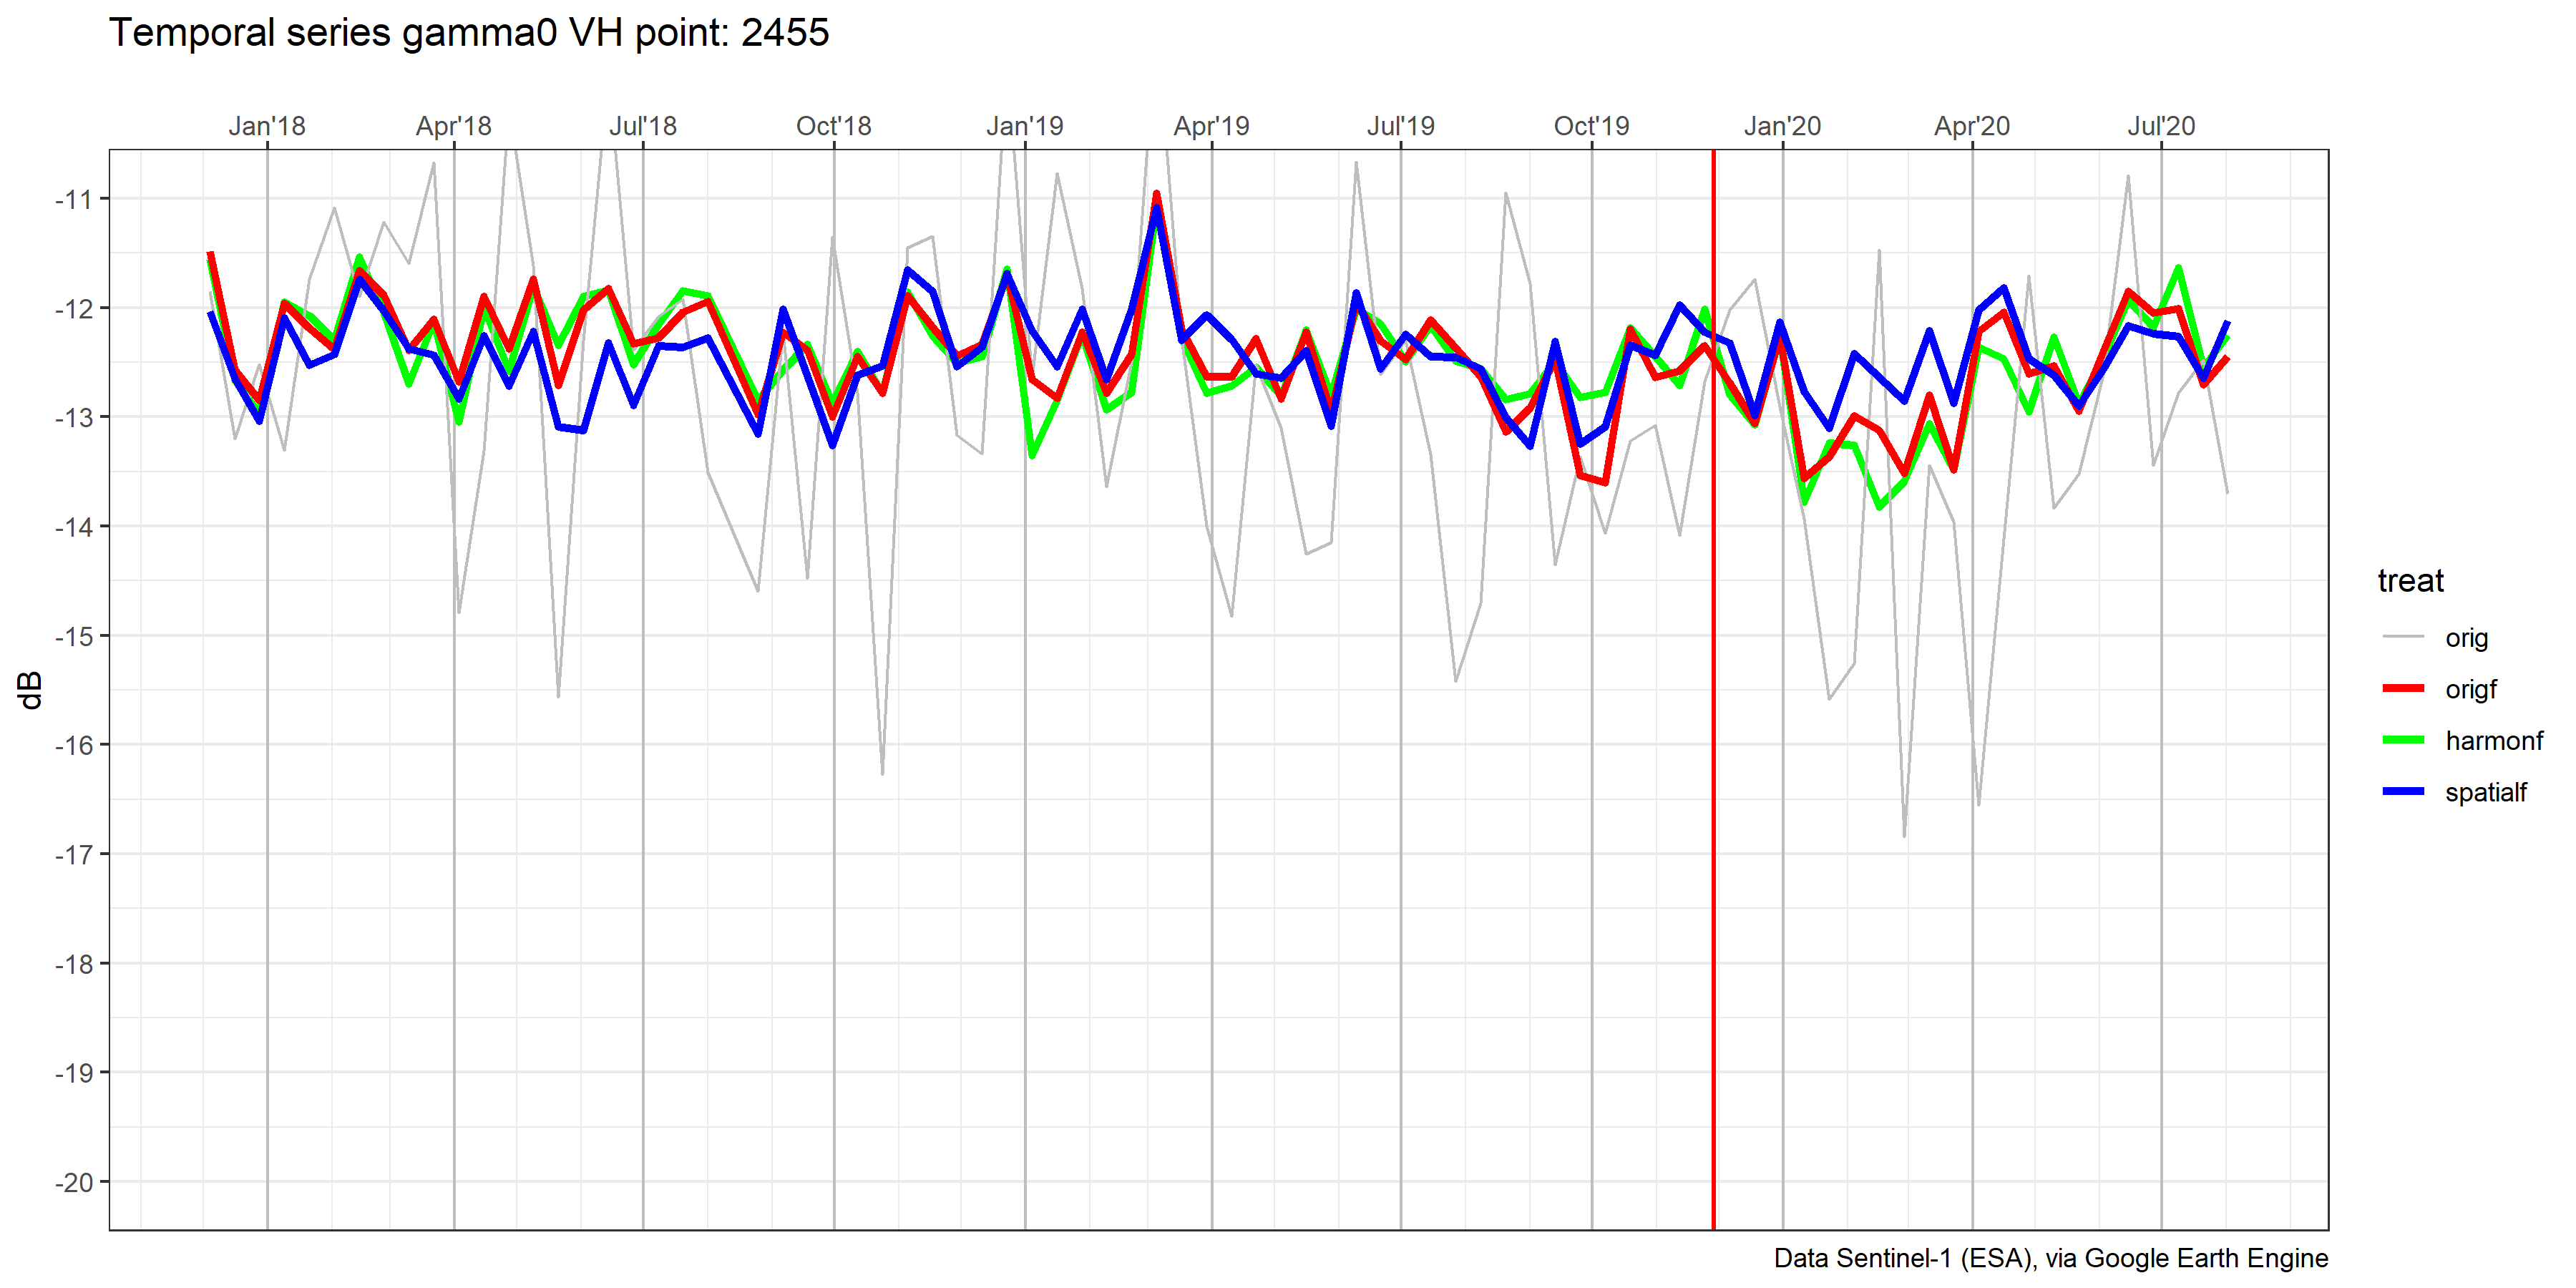 Temporal series gamma0 VH point: 2455
Jan'18 Apr'18 Jul'18 Oct'18 Jan'19 Apr'19 Jul'19 Oct'19 Jan'20 Apr'20 Jul'20
-11
-12
-13
-14
-15
-16
-17
-18
-19
-20
dB
treat
orig
origf
harmonf
spatialf
Data Sentinel-1 (ESA), via Google Earth Engine